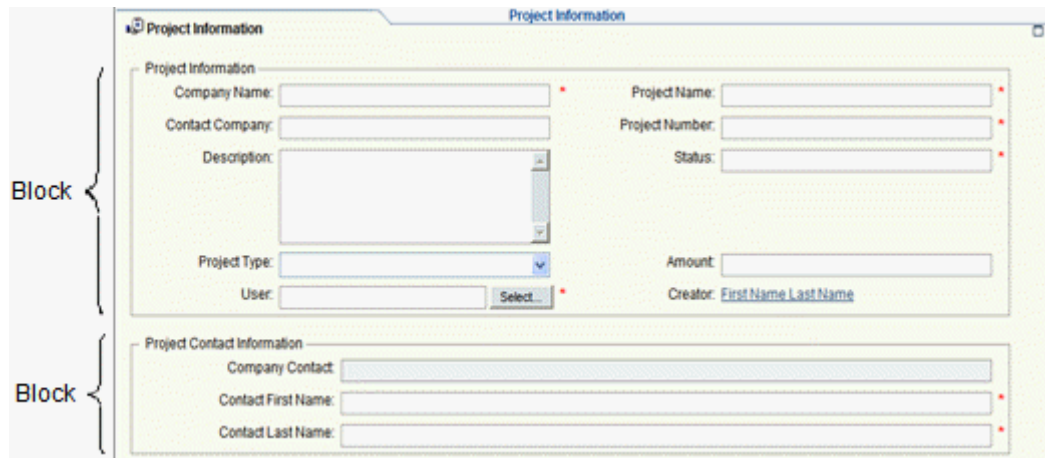 Project Information
Project Information
Project Information
Company Name: * Project Name: *
Contact Company: Project Number: *
Description: Status: *
Block
Project Type: Amount:
User: Select... * Creator: First Name Last Name
Project Contact Information
Company Contact:
Block
Contact First Name: *
Contact Last Name: *